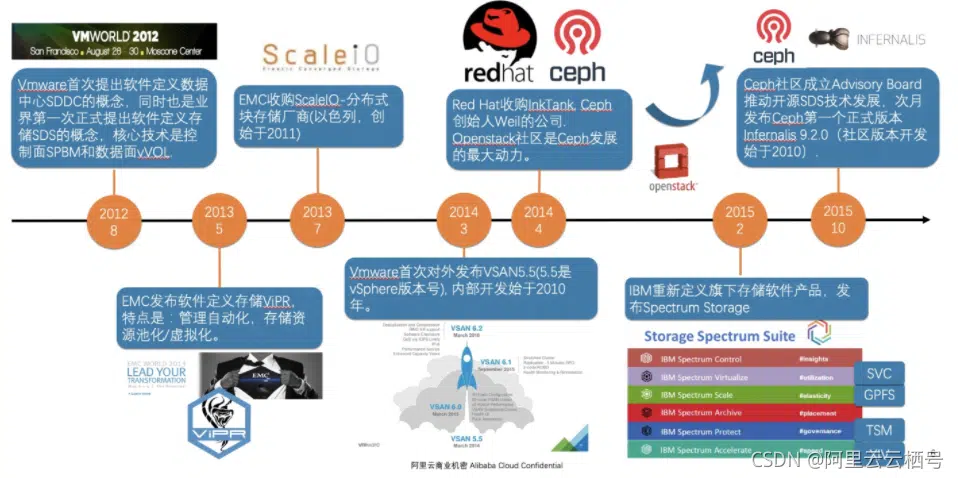 VMWORLD 2012
San Francisco August 26 - 30 Moscone Center
Vmware首次提出软件定义数据
中心SDDC的概念，同时也是业
界第一次正式提出软件定义存
储SDS的概念，核心技术是控
制面SPBM和数据面vVOL.
ScaleIO
Elastic Converged Storage
EMC收购ScaleIO-分布式
块存储厂商(以色列，创
始于2011)
redhat
ceph
Red Hat收购InkTank, Ceph
创始人Weil的公司.
Openstack社区是Ceph发展
的最大动力。
openstack
ceph
INFERNALIS
Ceph社区成立Advisory Board
推动开源SDS技术发展，次月
发布Ceph第一个正式版本
Infernalis 9.2.0（社区版本开发
始于2010）.
2012
8
2013
5
2013
7
2014
3
2014
4
2015
2
2015
10
EMC发布软件定义存储ViPR，
特点是：管理自动化，存储资
源池化/虚拟化。
EMC WORLD 2013
LEAD YOUR
TRANSFORMATION
EMC
ViPR
Vmware首次对外发布VSAN5.5(5.5是
vSphere版本号), 内部开发始于2010
年。
VSAN 6.2
March 2016
VSAN 6.1
September 2015
VSAN 6.0
March 2015
VSAN 5.5
March 2014
VMWORLD
阿里云商业机密 Alibaba Cloud Confidential
IBM重新定义旗下存储软件产品，发
布Spectrum Storage
Storage Spectrum Suite
IBM Spectrum Control #insights
IBM Spectrum Virtualize #utilization
SVC
IBM Spectrum Scale #elasticity
GPFS
IBM Spectrum Archive #placement
IBM Spectrum Protect #governance
TSM
IBM Spectrum Accelerate
XIV
CSDN @阿里云云栖号